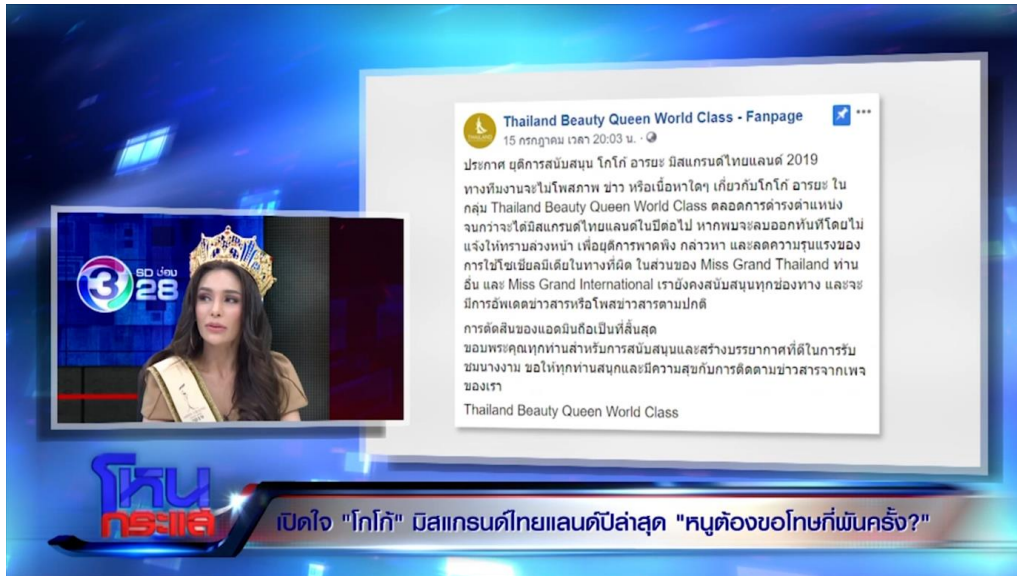 Thailand Beauty Queen World Class - Fanpage
15 กรกฎาคม เวลา 20:03 น. ·
ประกาศ ยุติการสนับสนุน โกโก้ อารยะ มิสแกรนด์ไทยแลนด์ 2019
ทางทีมงานจะไม่โพสภาพ ข่าว หรือเนื้อหาใดๆ เกี่ยวกับโกโก้ อารยะ ใน
กลุ่ม Thailand Beauty Queen World Class ตลอดการดำรงตำแหน่ง
จนกว่าจะได้มิสแกรนด์ไทยแลนด์ในปีต่อไป หากพบจะลบออกทันทีโดยไม่
แจ้งให้ทราบล่วงหน้า เพื่อยุติการพาดพิง กล่าวหา และลดความรุนแรงของ
การใช้โซเชียลมีเดียในทางที่ผิด ในส่วนของ Miss Grand Thailand ท่าน
อื่น และ Miss Grand International เรายังคงสนับสนุนทุกช่องทาง และจะ
มีการอัพเดตข่าวสารหรือโพสข่าวสารตามปกติ
การตัดสินของแอดมินถือเป็นที่สิ้นสุด
ขอบพระคุณทุกท่านสำหรับการสนับสนุนและสร้างบรรยากาศที่ดีในการรับ
ชมนางงาม ขอให้ทุกท่านสนุกและมีความสุขกับการติดตามข่าวสารจากเพจ
ของเรา
Thailand Beauty Queen World Class
3 SD ช่อง
28
โหน
กระแส
เปิดใจ "โกโก้" มิสแกรนด์ไทยแลนด์ปีล่าสุด "หนูต้องขอโทษกี่พันครั้ง?"